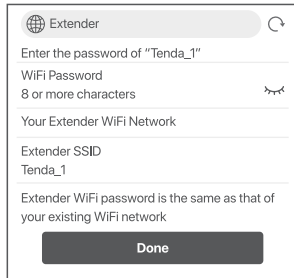 Extender
Enter the password of “Tenda_1”
WiFi Password
8 or more characters
Your Extender WiFi Network
Extender SSID
Tenda_1
Extender WiFi password is the same as that of
your existing WiFi network
Done